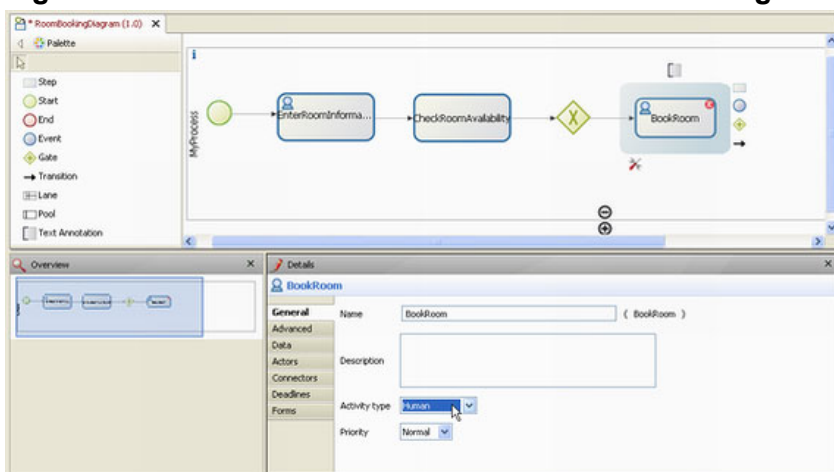 * RoomBookingDiagram (1.0)
Palette
Step
Start
End
Event
Gate
Transition
Lane
Pool
Text Annotation
MyProcess
EnterRoomInforma...
CheckRoomAvailability
X
BookRoom
Overview
Details
BookRoom
General
Advanced
Data
Actors
Connectors
Deadlines
Forms
Name
BookRoom
( BookRoom )
Description
Activity type
Human
Priority
Normal